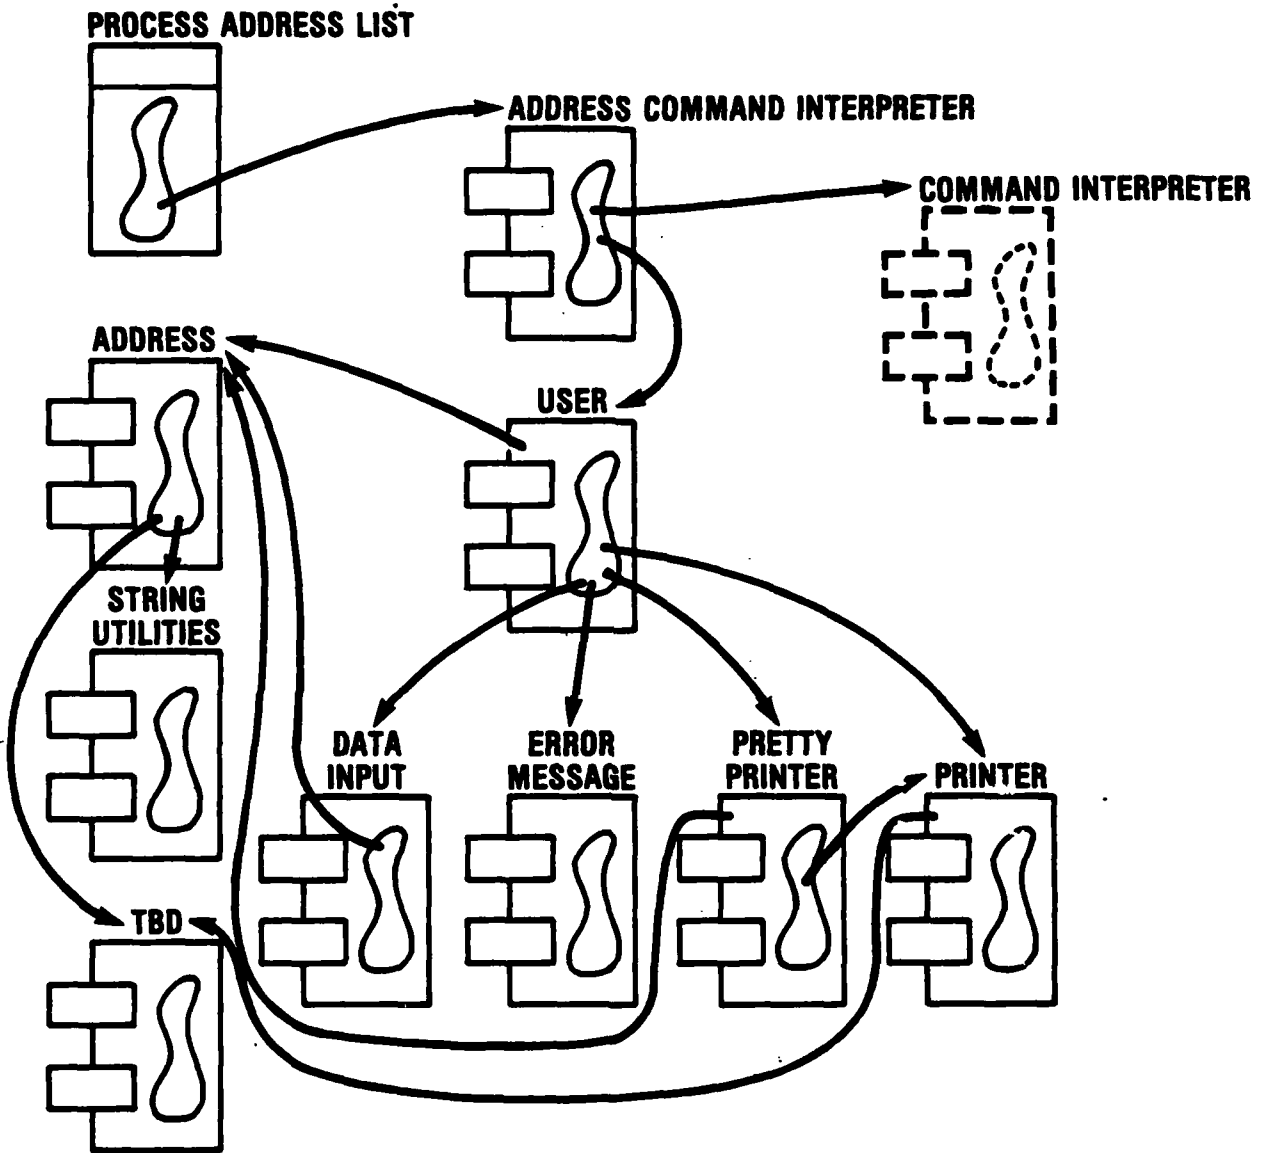 PROCESS ADDRESS LIST
ADDRESS COMMAND INTERPRETER
COMMAND INTERPRETER
ADDRESS
USER
STRING
UTILITIES
DATA
INPUT
ERROR
MESSAGE
PRETTY
PRINTER
PRINTER
TBD